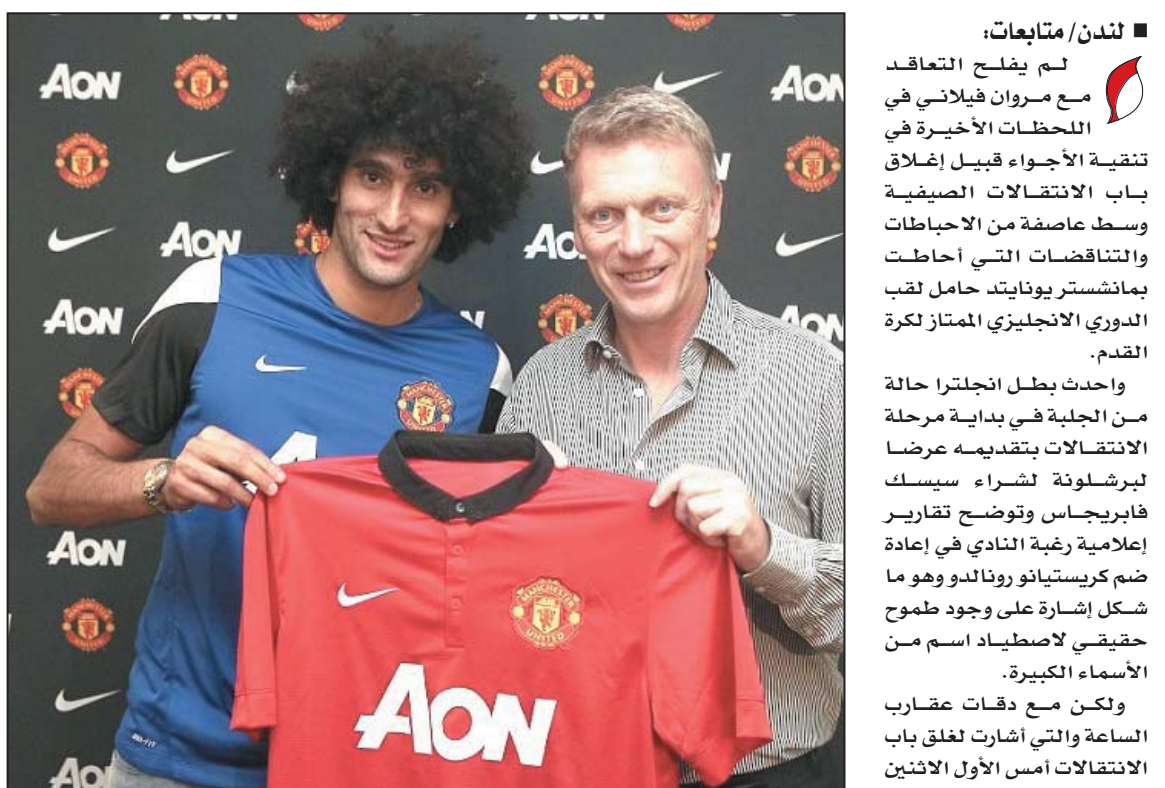 ■ لندن/ متابعات:
لم يفلح التعاقد
مع مروان فيلاني في
اللحظات الأخيرة في
تنقية الأجواء قبيل إغلاق
باب الانتقالات الصيفية
وسط عاصفة من الاحباطات
والتناقضات التي أحاطت
بمانشستر يونايتد حامل لقب
الدوري الانجليزي الممتاز لكرة
القدم.
واحدث بطل انجلترا حالة
من الجلبة في بداية مرحلة
الانتقالات بتقديمه عرضا
لبرشلونة لشراء سيسك
فابريجاس وتوضح تقارير
إعلامية رغبة النادي في إعادة
ضم كريستيانو رونالدو وهو ما
شكل إشارة على وجود طموح
حقيقي لاصطياد اسم من
الأسماء الكبيرة.
ولكن مع دقات عقارب
الساعة والتي أشارت لغلق باب
الانتقالات أمس الأول الاثنين
AON
AON
AON
AON
AON
MANCHESTER
UNITED
AON